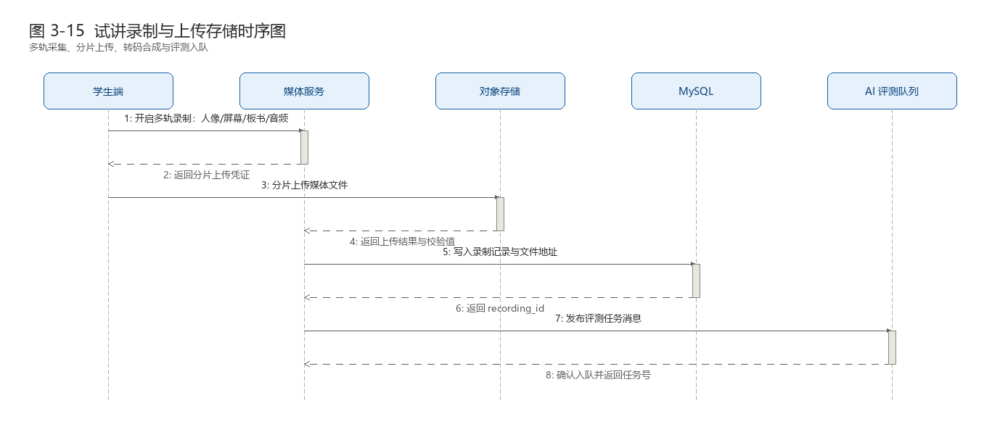 图 3-15  试讲录制与上传存储时序图
多轨采集、分片上传、转码合成与评测入队
学生端
媒体服务
对象存储
MySQL
AI 评测队列
1: 开启多轨录制：人像/屏幕/板书/音频
2: 返回分片上传凭证
3: 分片上传媒体文件
4: 返回上传结果与校验值
5: 写入录制记录与文件地址
6: 返回 recording_id
7: 发布评测任务消息
8: 确认入队并返回任务号